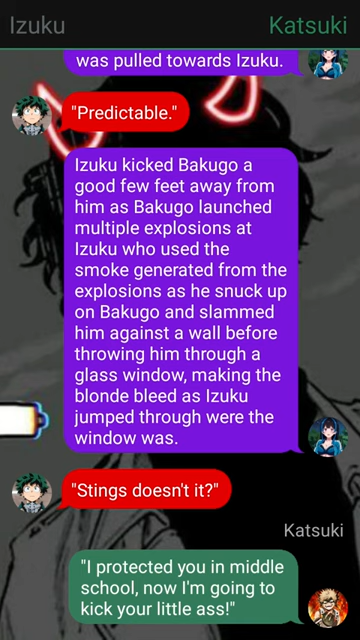 Izuku
Katsuki
was pulled towards Izuku.
"Predictable."
Izuku kicked Bakugo a
good few feet away from
him as Bakugo launched
multiple explosions at
Izuku who used the
smoke generated from the
explosions as he snuck up
on Bakugo and slammed
him against a wall before
throwing him through a
glass window, making the
blonde bleed as Izuku
jumped through were the
window was.
"Stings doesn't it?"
Katsuki
"I protected you in middle
school, now I'm going to
kick your little ass!"